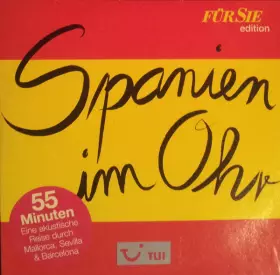 FÜR SIE
edition
Spanien
im Ohr
55
Minuten
Eine akustische
Reise durch
Mallorca, Sevilla
& Barcelona
TUI